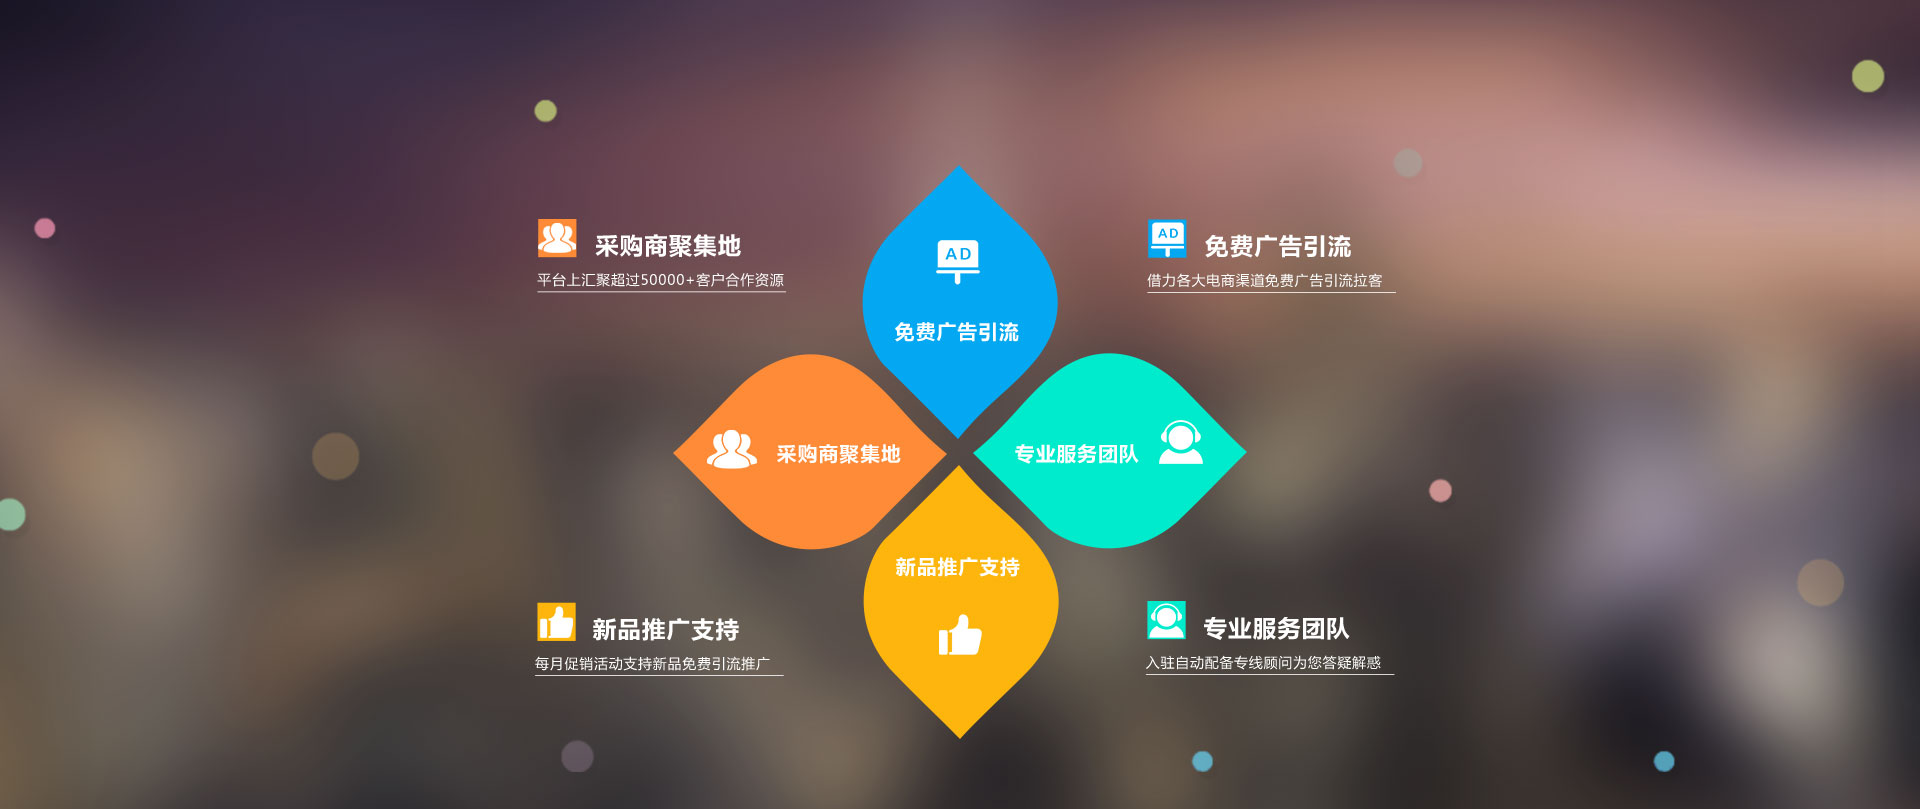 采购商聚集地
平台上汇聚超过50000+客户合作资源
AD
免费广告引流
借力各大电商渠道免费广告引流拉客
AD
免费广告引流
采购商聚集地
专业服务团队
新品推广支持
新品推广支持
每月促销活动支持新品免费引流推广
专业服务团队
入驻自动配备专线顾问为您答疑解惑